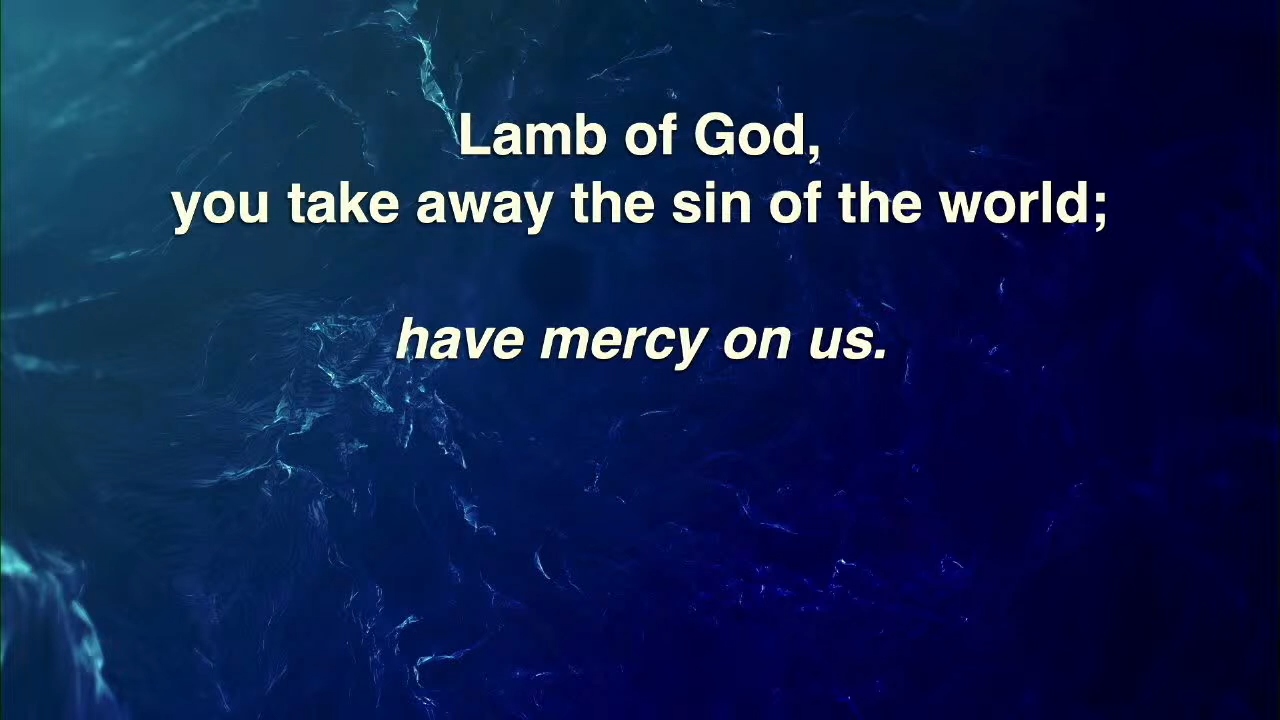 Lamb of God,
you take away the sin of the world;
have mercy on us.